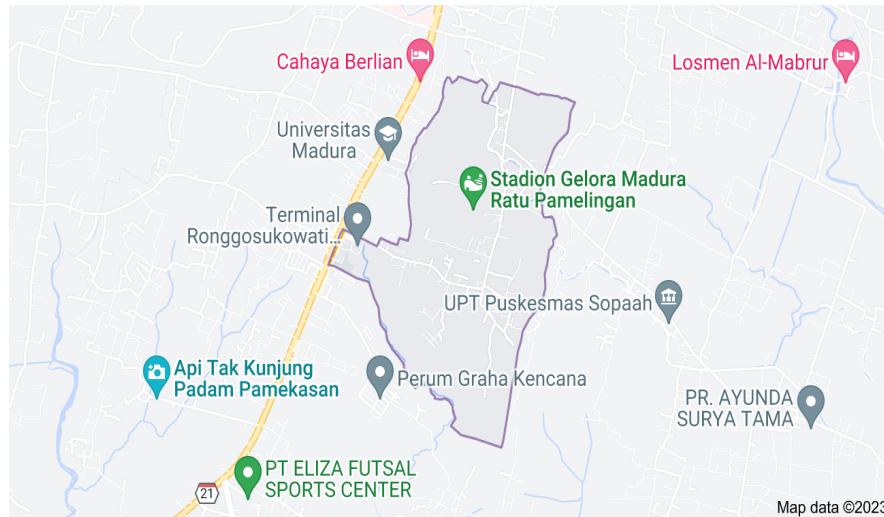 Cahaya Berlian
Losmen Al-Mabrur
Universitas
Madura
Stadion Gelora Madura
Ratu Pamelingan
Terminal
Ronggosukowati...
UPT Puskesmas Sopaah
Api Tak Kunjung
Padam Pamekasan
Perum Graha Kencana
PR. AYUNDA
SURYA TAMA
PT ELIZA FUTSAL
SPORTS CENTER
21
Map data ©2023